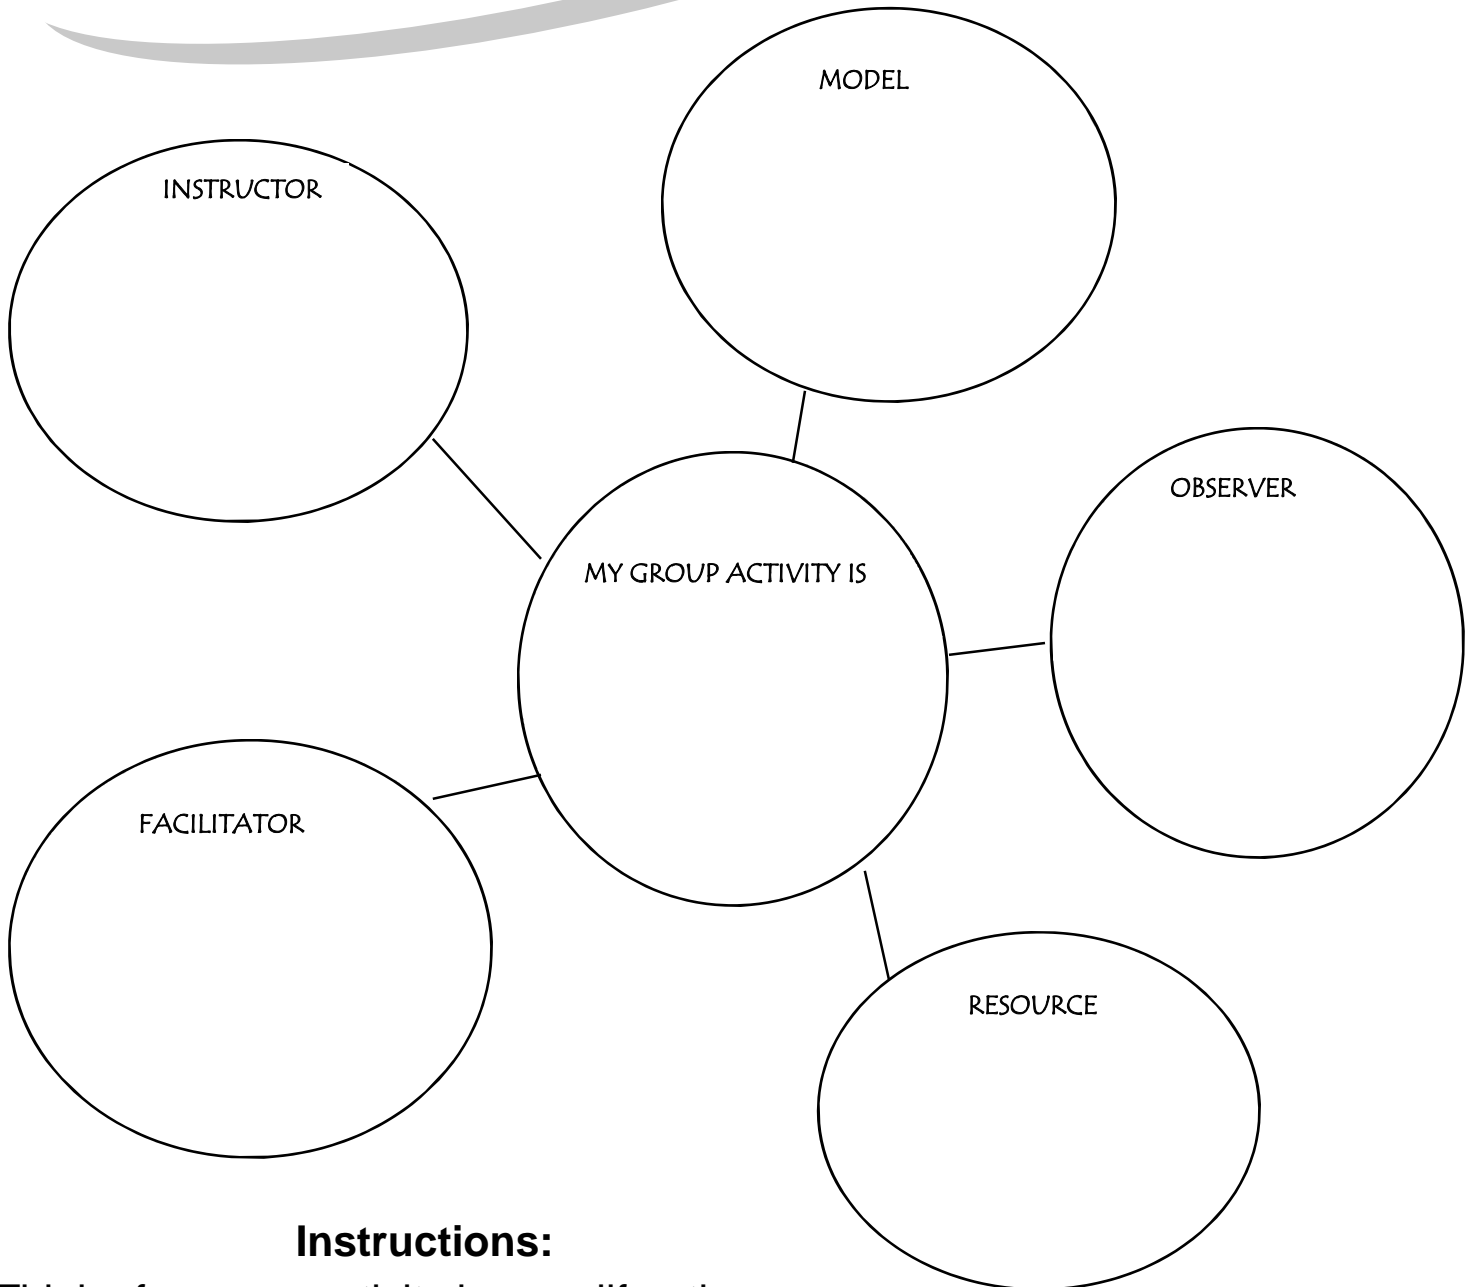 MODEL
INSTRUCTOR
OBSERVER
MY GROUP ACTIVITY IS
FACILITATOR
RESOURCE
Instructions: